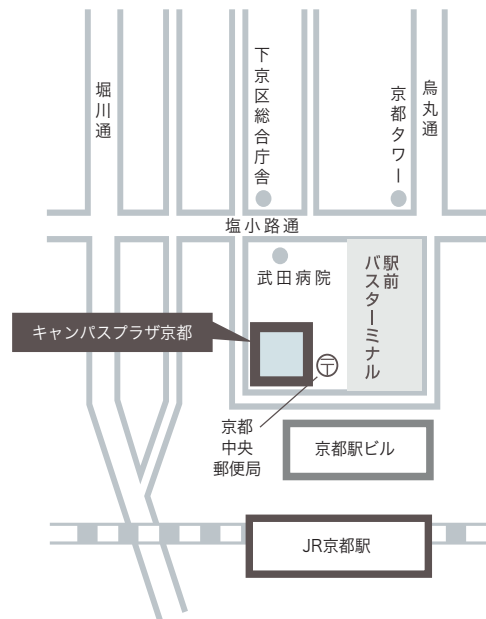 堀川通
下京区総合庁舎
京都タワー
烏丸通
塩小路通
武田病院
駅前
バスターミナル
キャンパスプラザ京都
〒
京都
中央
郵便局
京都駅ビル
JR京都駅